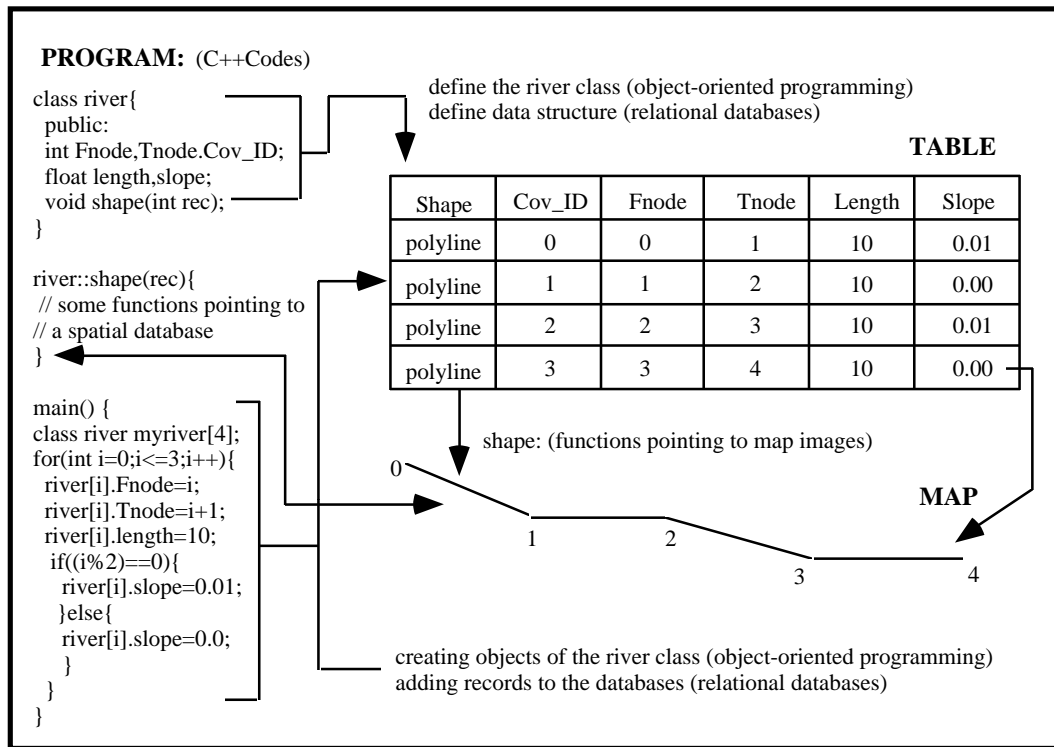 PROGRAM: (C++Codes)
class river{
public:
int Fnode,Tnode.Cov_ID;
float length,slope;
void shape(int rec);
}
river::shape(rec){
// some functions pointing to
// a spatial database
}
main() {
class river myriver[4];
for(int i=0;i<=3;i++){
river[i].Fnode=i;
river[i].Tnode=i+1;
river[i].length=10;
if((i%2)==0){
river[i].slope=0.01;
}else{
river[i].slope=0.0;
}
}
}
define the river class (object-oriented programming)
define data structure (relational databases)
TABLE
Shape Cov_ID Fnode Tnode Length Slope
polyline 0 0 1 10 0.01
polyline 1 1 2 10 0.00
polyline 2 2 3 10 0.01
polyline 3 3 4 10 0.00
shape: (functions pointing to map images)
0
MAP
1
2
3
4
creating objects of the river class (object-oriented programming)
adding records to the databases (relational databases)